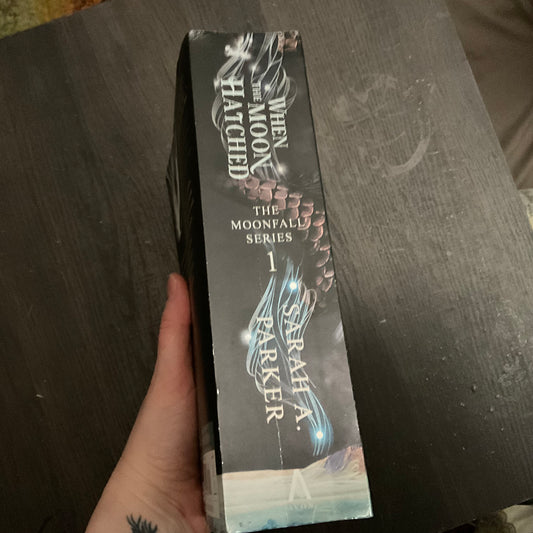 WHEN
THE MOON
HATCHED
THE
MOONFALL
SERIES
1
SARAH A.
PARKER